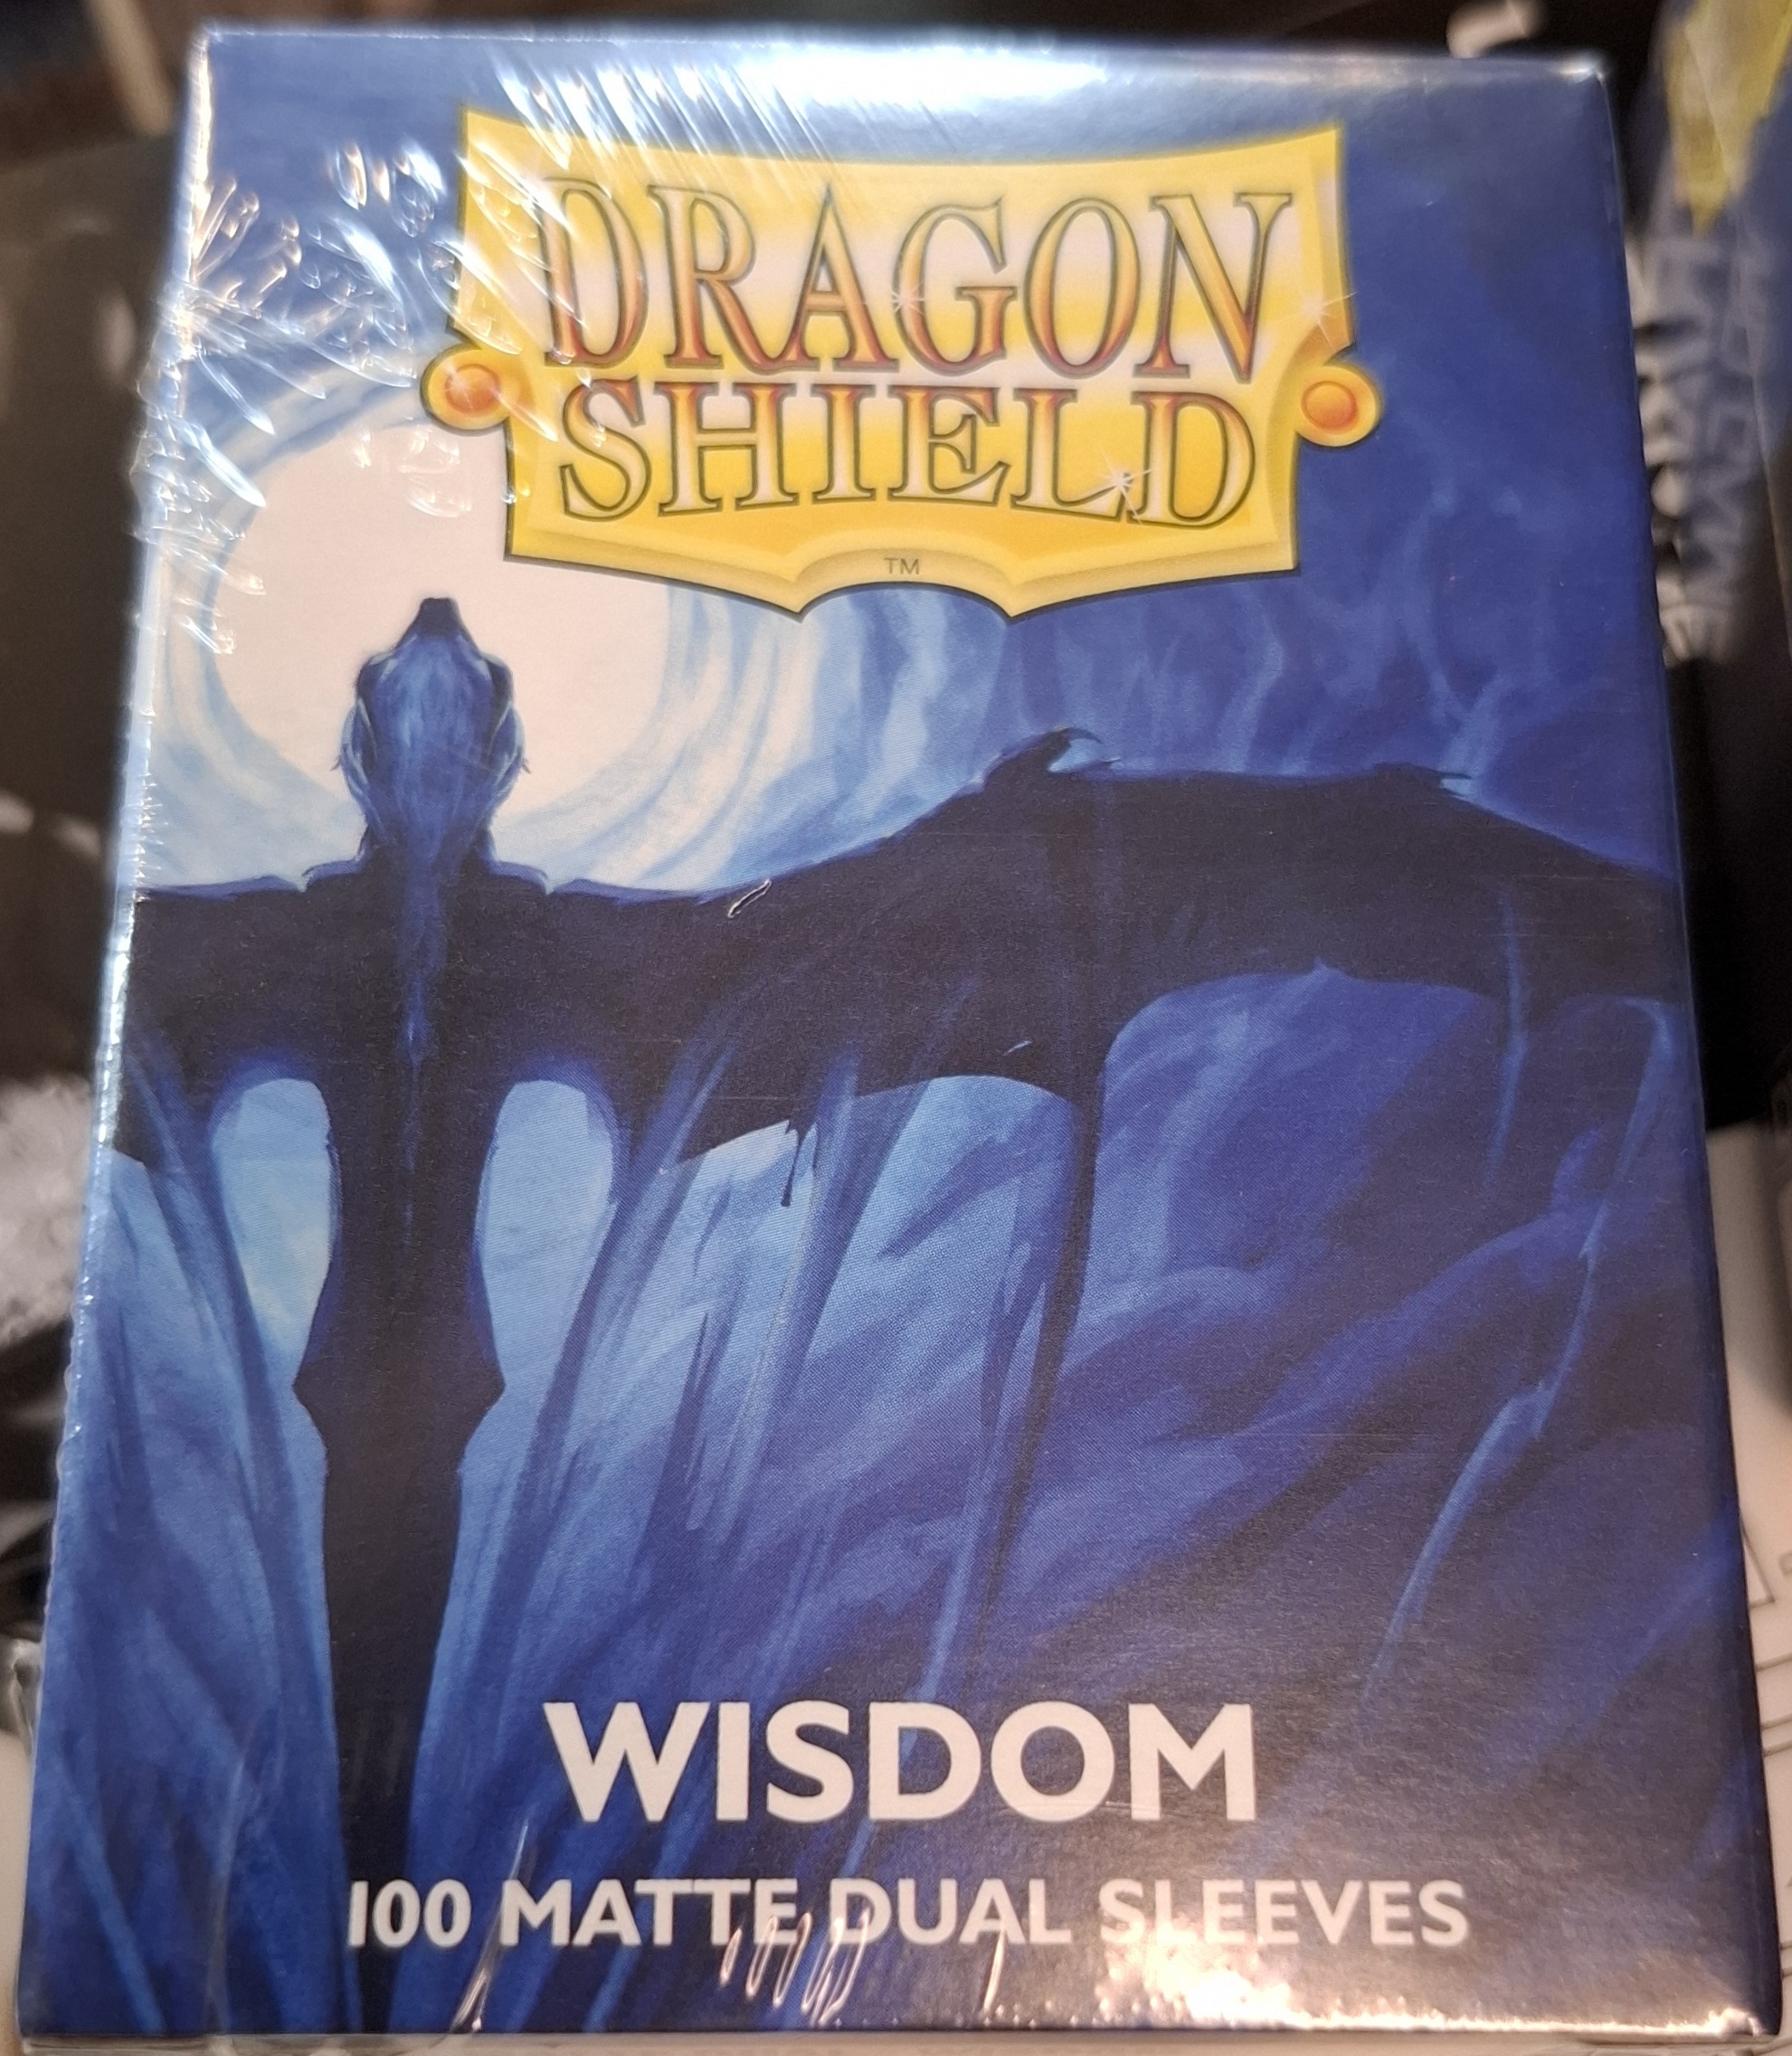 DRAGON
SHIELD
TM
WISDOM
100 MATTE DUAL SLEEVES